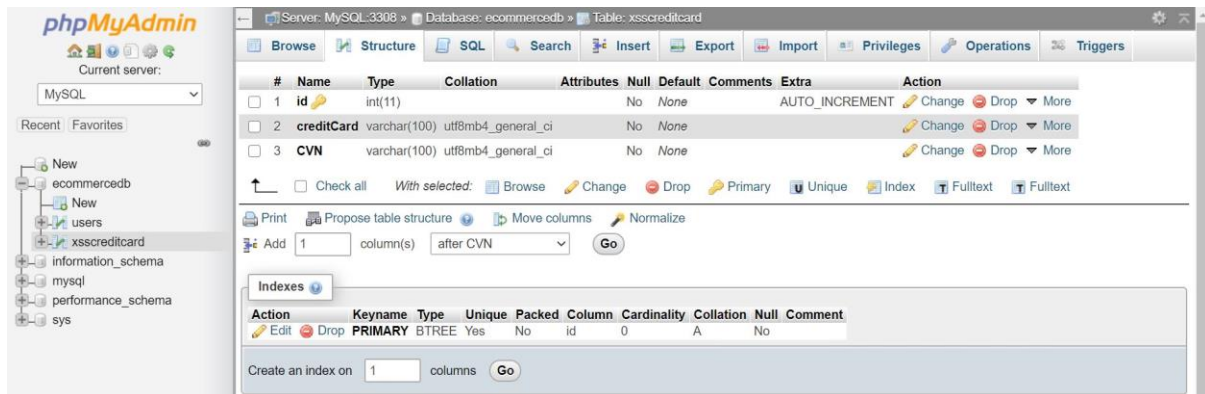 phpMyAdmin
Current server:
MySQL
Recent Favorites
New
ecommercedb
New
users
xsscreditcard
information_schema
mysql
performance_schema
sys
Server: MySQL:3308 » Database: ecommercedb » Table: xsscreditcard
Browse Structure SQL Search Insert Export Import Privileges Operations Triggers
# Name Type Collation Attributes Null Default Comments Extra Action
1 id int(11) No None AUTO_INCREMENT Change Drop More
2 creditCard varchar(100) utf8mb4_general_ci No None Change Drop More
3 CVN varchar(100) utf8mb4_general_ci No None Change Drop More
Check all With selected: Browse Change Drop Primary Unique Index Fulltext Fulltext
Print Propose table structure Move columns Normalize
Add 1 column(s) after CVN Go
Indexes
Action Keyname Type Unique Packed Column Cardinality Collation Null Comment
Edit Drop PRIMARY BTREE Yes No id 0 A No
Create an index on 1 columns Go